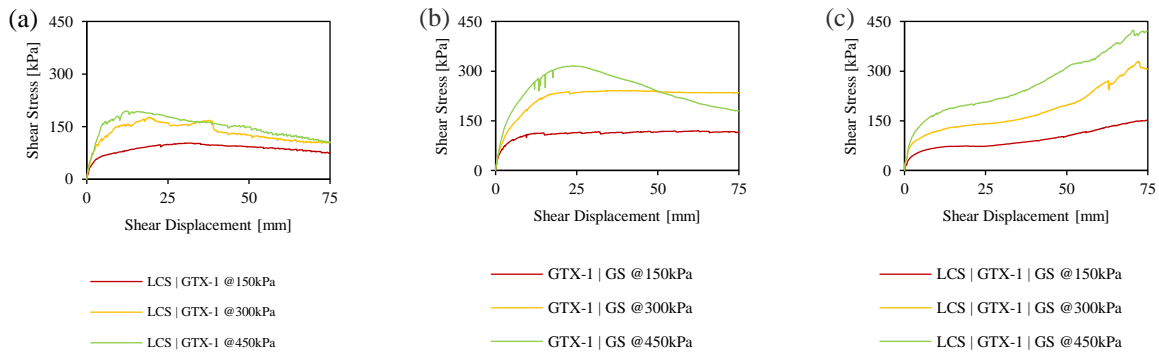 (a)
450
300
150
0
Shear Stress [kPa]
0 25 50 75
Shear Displacement [mm]
LCS | GTX-1 @150kPa
LCS | GTX-1 @300kPa
LCS | GTX-1 @450kPa
(b)
450
300
150
0
Shear Stress [kPa]
0 25 50 75
Shear Displacement [mm]
GTX-1 | GS @150kPa
GTX-1 | GS @300kPa
GTX-1 | GS @450kPa
(c)
450
300
150
0
Shear Stress [kPa]
0 25 50 75
Shear Displacement [mm]
LCS | GTX-1 | GS @150kPa
LCS | GTX-1 | GS @300kPa
LCS | GTX-1 | GS @450kPa